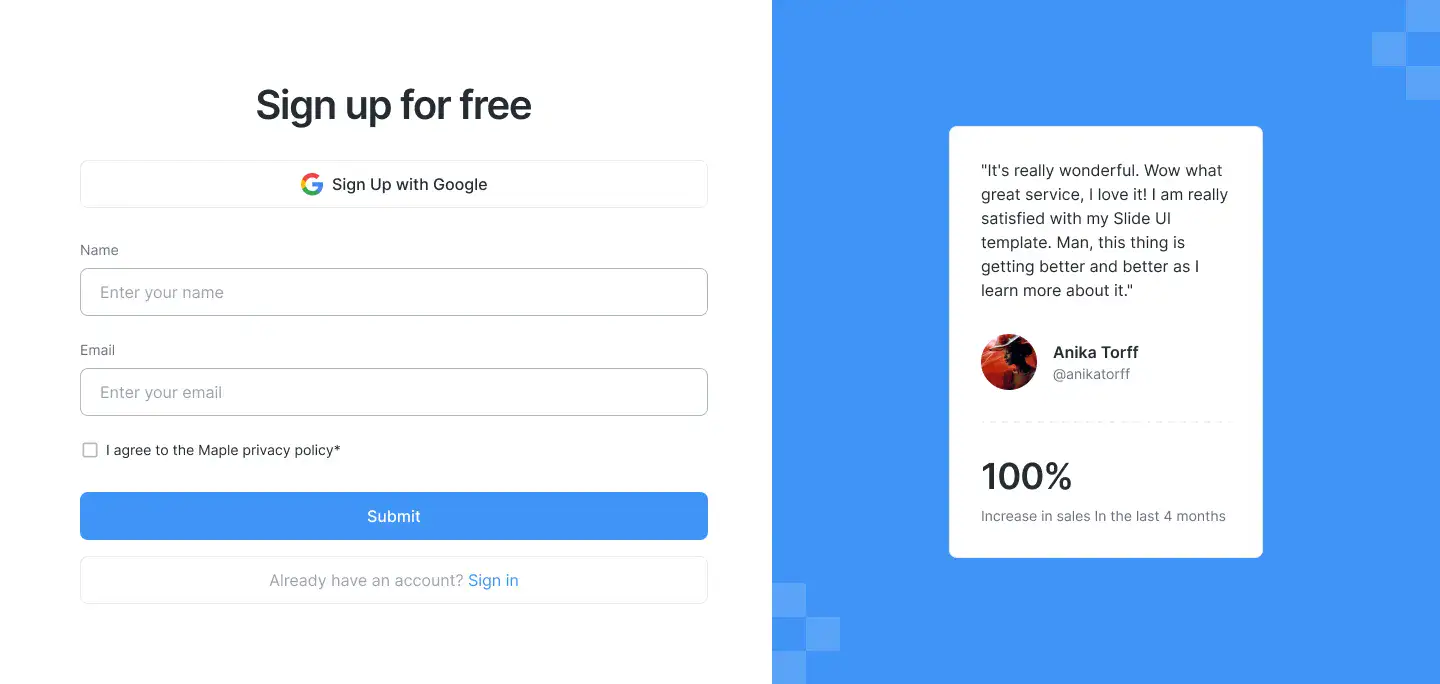 Sign up for free
Sign Up with Google
Name
Enter your name
Email
Enter your email
I agree to the Maple privacy policy*
Submit
Already have an account? Sign in
"It's really wonderful. Wow what
great service, I love it! I am really
satisfied with my Slide UI
template. Man, this thing is
getting better and better as I
learn more about it."
Anika Torff
@anikatorff
100%
Increase in sales In the last 4 months